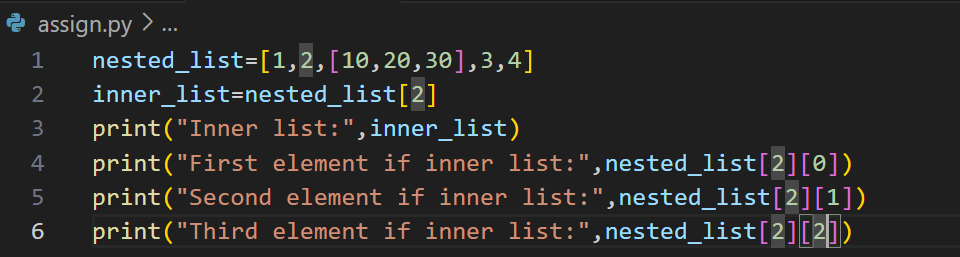 assign.py > ...
1 nested_list=[1,2,[10,20,30],3,4]
2 inner_list=nested_list[2]
3 print("Inner list:",inner_list)
4 print("First element if inner list:",nested_list[2][0])
5 print("Second element if inner list:",nested_list[2][1])
6 print("Third element if inner list:",nested_list[2][2])